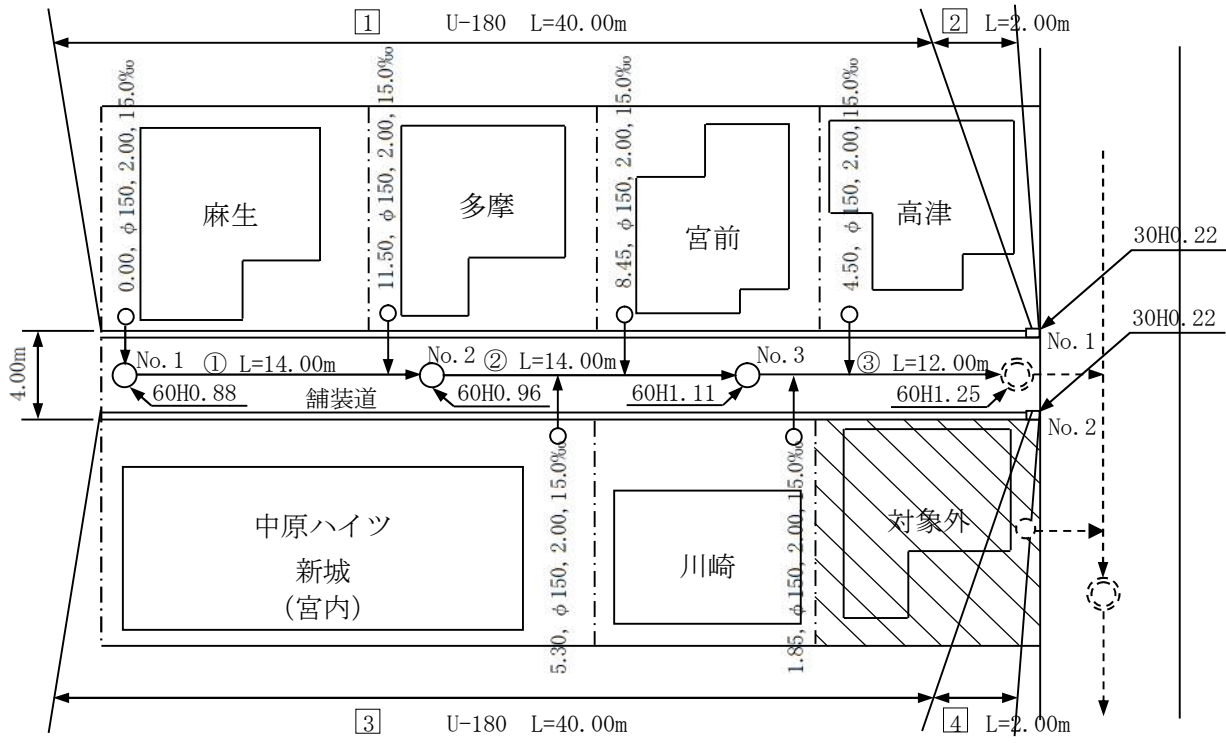 1 U-180 L=40.00m
2 L=2.00m
0.00, φ150, 2.00, 15.0‰
11.50, φ150, 2.00, 15.0‰
8.45, φ150, 2.00, 15.0‰
4.50, φ150, 2.00, 15.0‰
麻生
多摩
宮前
高津
30H0.22
30H0.22
No.1
4.00m
No.1 ① L=14.00m
No.2 ② L=14.00m
No.3 ③ L=12.00m
60H0.88
舗装道
60H0.96
60H1.11
60H1.25
No.2
中原ハイツ
新城
(宮内)
5.30, φ150, 2.00, 15.0‰
川崎
1.85, φ150, 2.00, 15.0‰
対象外
3 U-180 L=40.00m
4 L=2.00m